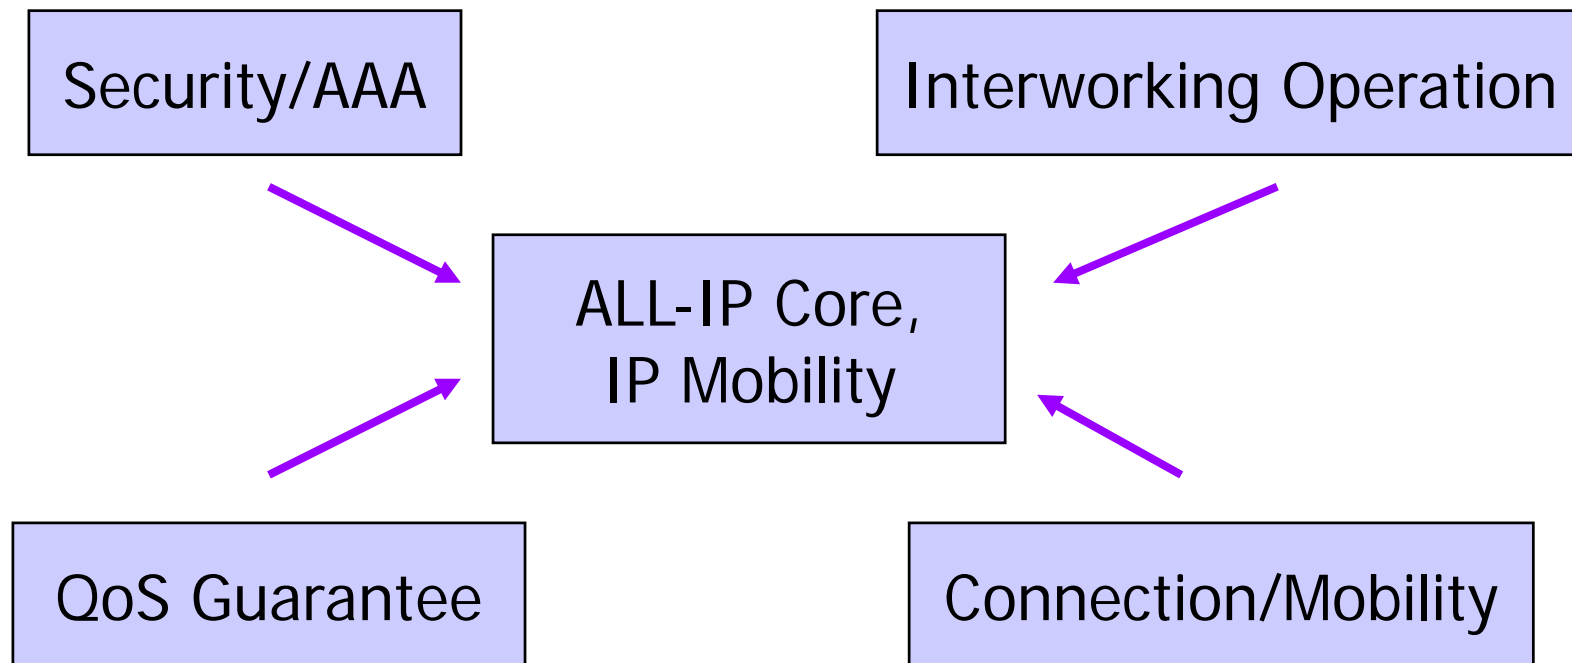 Security/AAA
Interworking Operation
ALL-IP Core,
IP Mobility
QoS Guarantee
Connection/Mobility